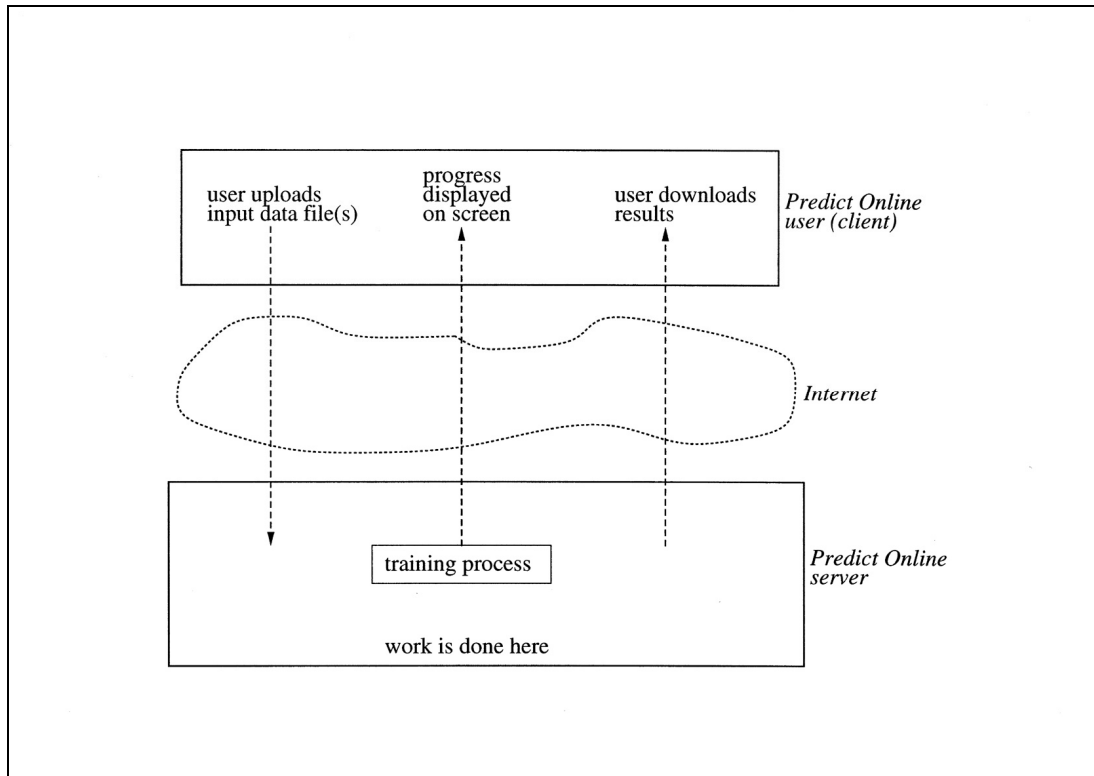 user uploads
input data file(s)
progress
displayed
on screen
user downloads
results
Predict Online
user (client)
Internet
training process
work is done here
Predict Online
server